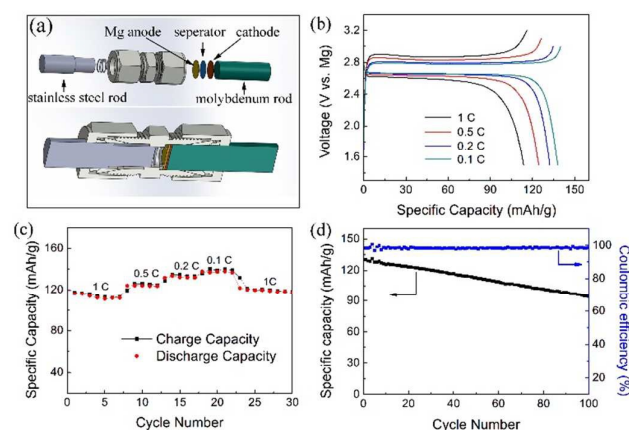 (a)
Mg anode
seperator
cathode
stainless steel rod
molybdenum rod
(b)
Voltage (V vs. Mg)
3.2
2.8
2.4
2.0
1.6
1 C
0.5 C
0.2 C
0.1 C
0 30 60 90 120 150
Specific Capacity (mAh/g)
(c)
Specific Capacity (mAh/g)
160
120
80
40
1 C
0.5 C
0.2 C
0.1 C
1C
Charge Capacity
Discharge Capacity
0 5 10 15 20 25 30
Cycle Number
(d)
Specific capacity (mAh/g)
150
120
90
60
30
0
Coulombic efficiency (%)
100
80
60
40
20
0 20 40 60 80 100
Cycle Number